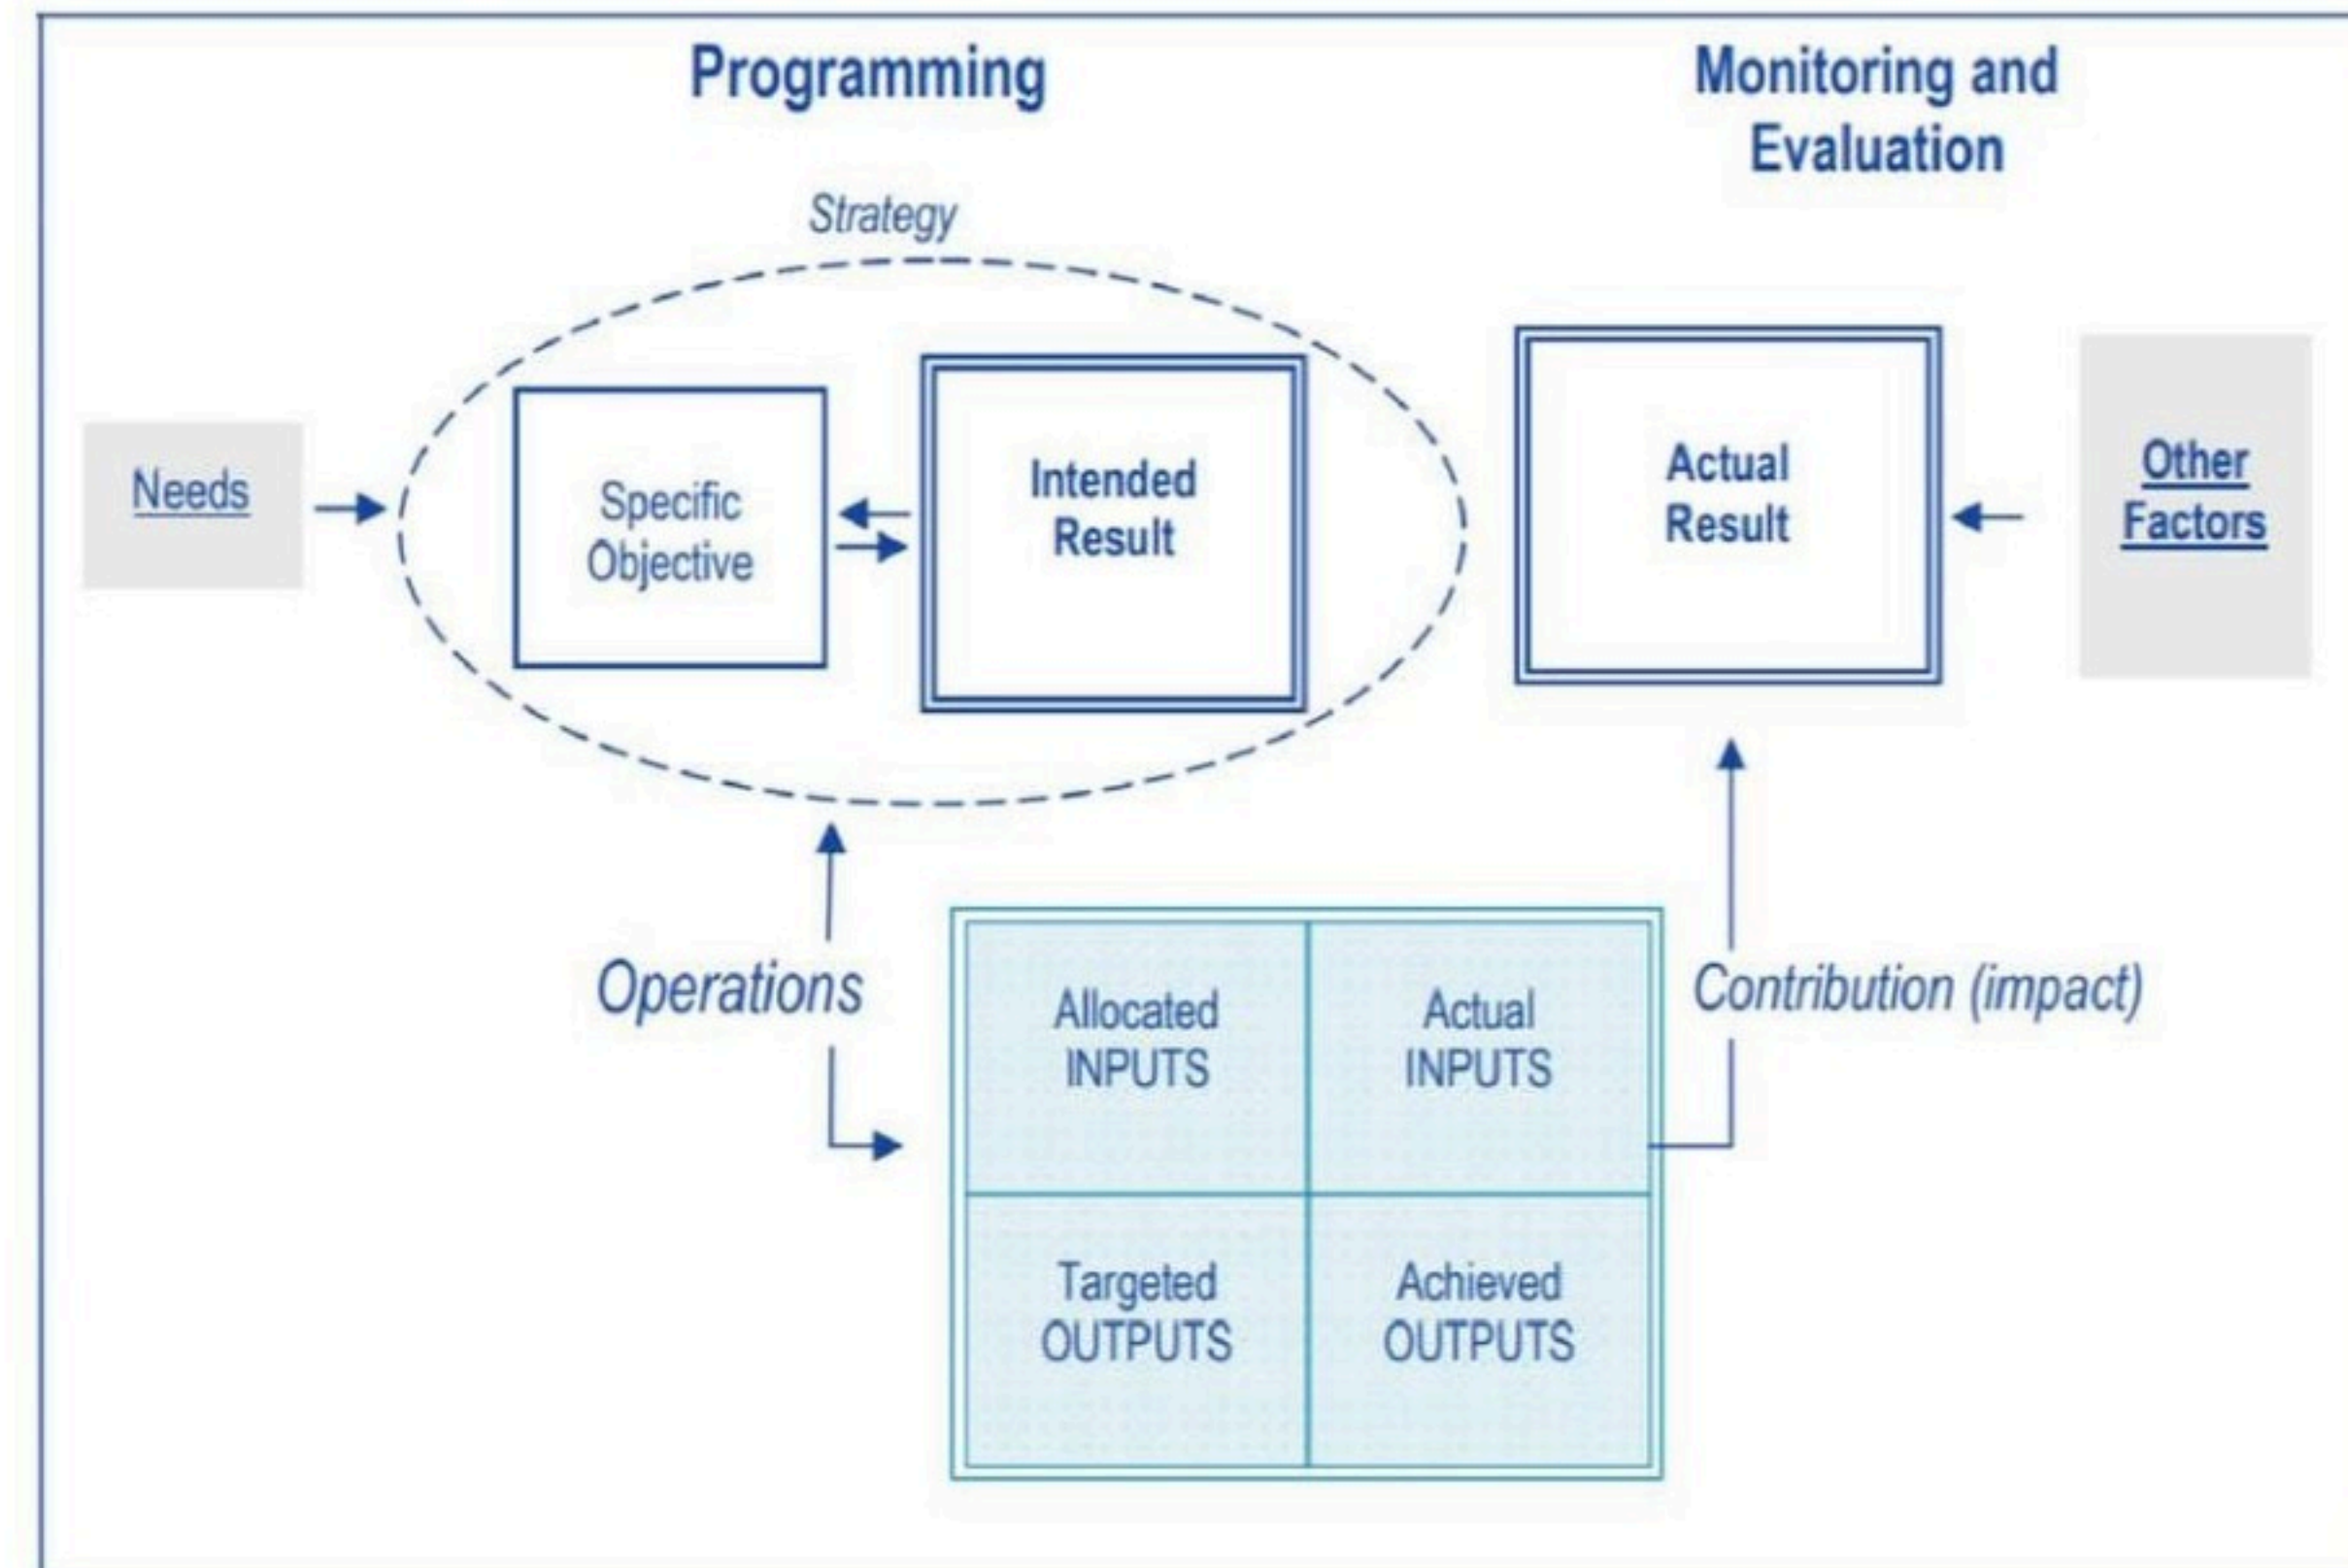 Programming
Monitoring and
Evaluation
Strategy
Needs
Specific
Objective
Intended
Result
Actual
Result
Other
Factors
Operations
Allocated
INPUTS
Actual
INPUTS
Contribution (impact)
Targeted
OUTPUTS
Achieved
OUTPUTS